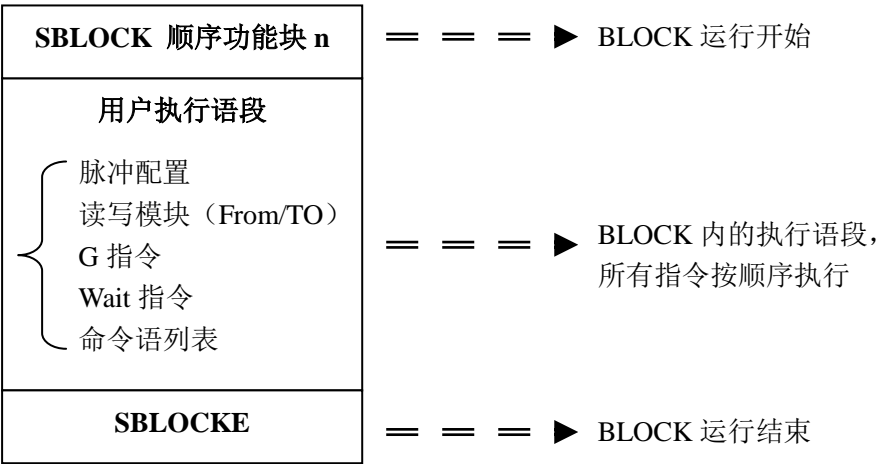 SBLOCK 顺序功能块 n
BLOCK 运行开始
用户执行语段
脉冲配置
读写模块（From/TO）
G 指令
Wait 指令
命令语列表
BLOCK 内的执行语段，
所有指令按顺序执行
SBLOCKE
BLOCK 运行结束